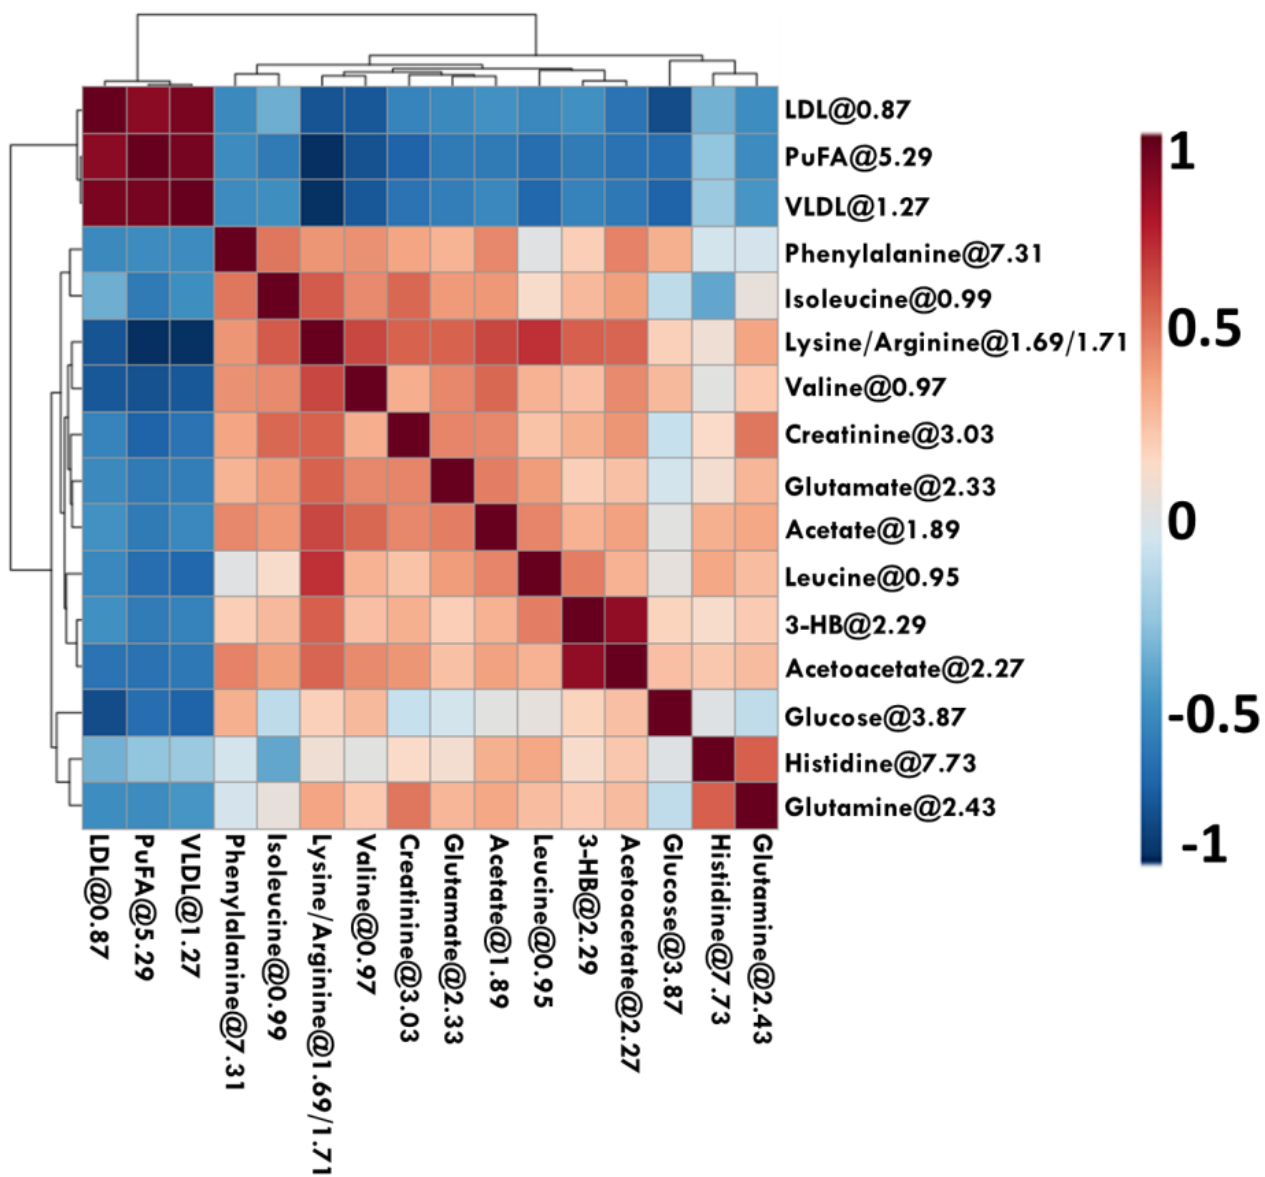 LDL@0.87
PuFA@5.29
VLDL@1.27
Phenylalanine@7.31
Isoleucine@0.99
Lysine/Arginine@1.69/1.71
Valine@0.97
Creatinine@3.03
Glutamate@2.33
Acetate@1.89
Leucine@0.95
3-HB@2.29
Acetoacetate@2.27
Glucose@3.87
Histidine@7.73
Glutamine@2.43
1
0.5
0
-0.5
-1
LDL@0.87
PuFA@5.29
VLDL@1.27
Phenylalanine@7.31
Isoleucine@0.99
Lysine/Arginine@1.69/1.71
Valine@0.97
Creatinine@3.03
Glutamate@2.33
Acetate@1.89
Leucine@0.95
3-HB@2.29
Acetoacetate@2.27
Glucose@3.87
Histidine@7.73
Glutamine@2.43